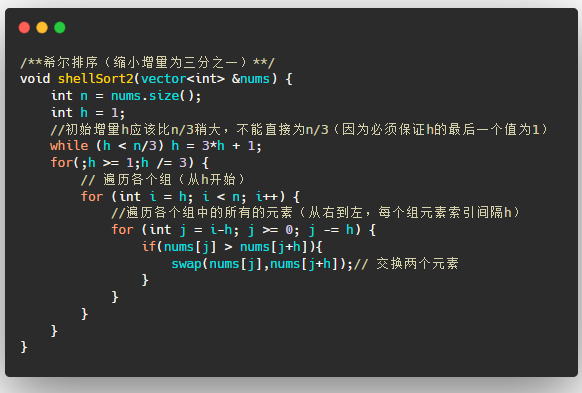 /**希尔排序（缩小增量为三分之一）**/
void shellSort2(vector<int> &nums) {
    int n = nums.size();
    int h = 1;
    //初始增量h应该比n/3稍大，不能直接为n/3（因为必须保证h的最后一个值为1）
    while (h < n/3) h = 3*h + 1;
    for(;h >= 1;h /= 3) {
        // 遍历各个组（从h开始）
        for (int i = h; i < n; i++) {
            //遍历各个组中的所有的元素（从右到左，每个组元素索引间隔h）
            for (int j = i-h; j >= 0; j -= h) {
                if(nums[j] > nums[j+h]){
                    swap(nums[j],nums[j+h]);// 交换两个元素
                }
            }
        }
    }
}